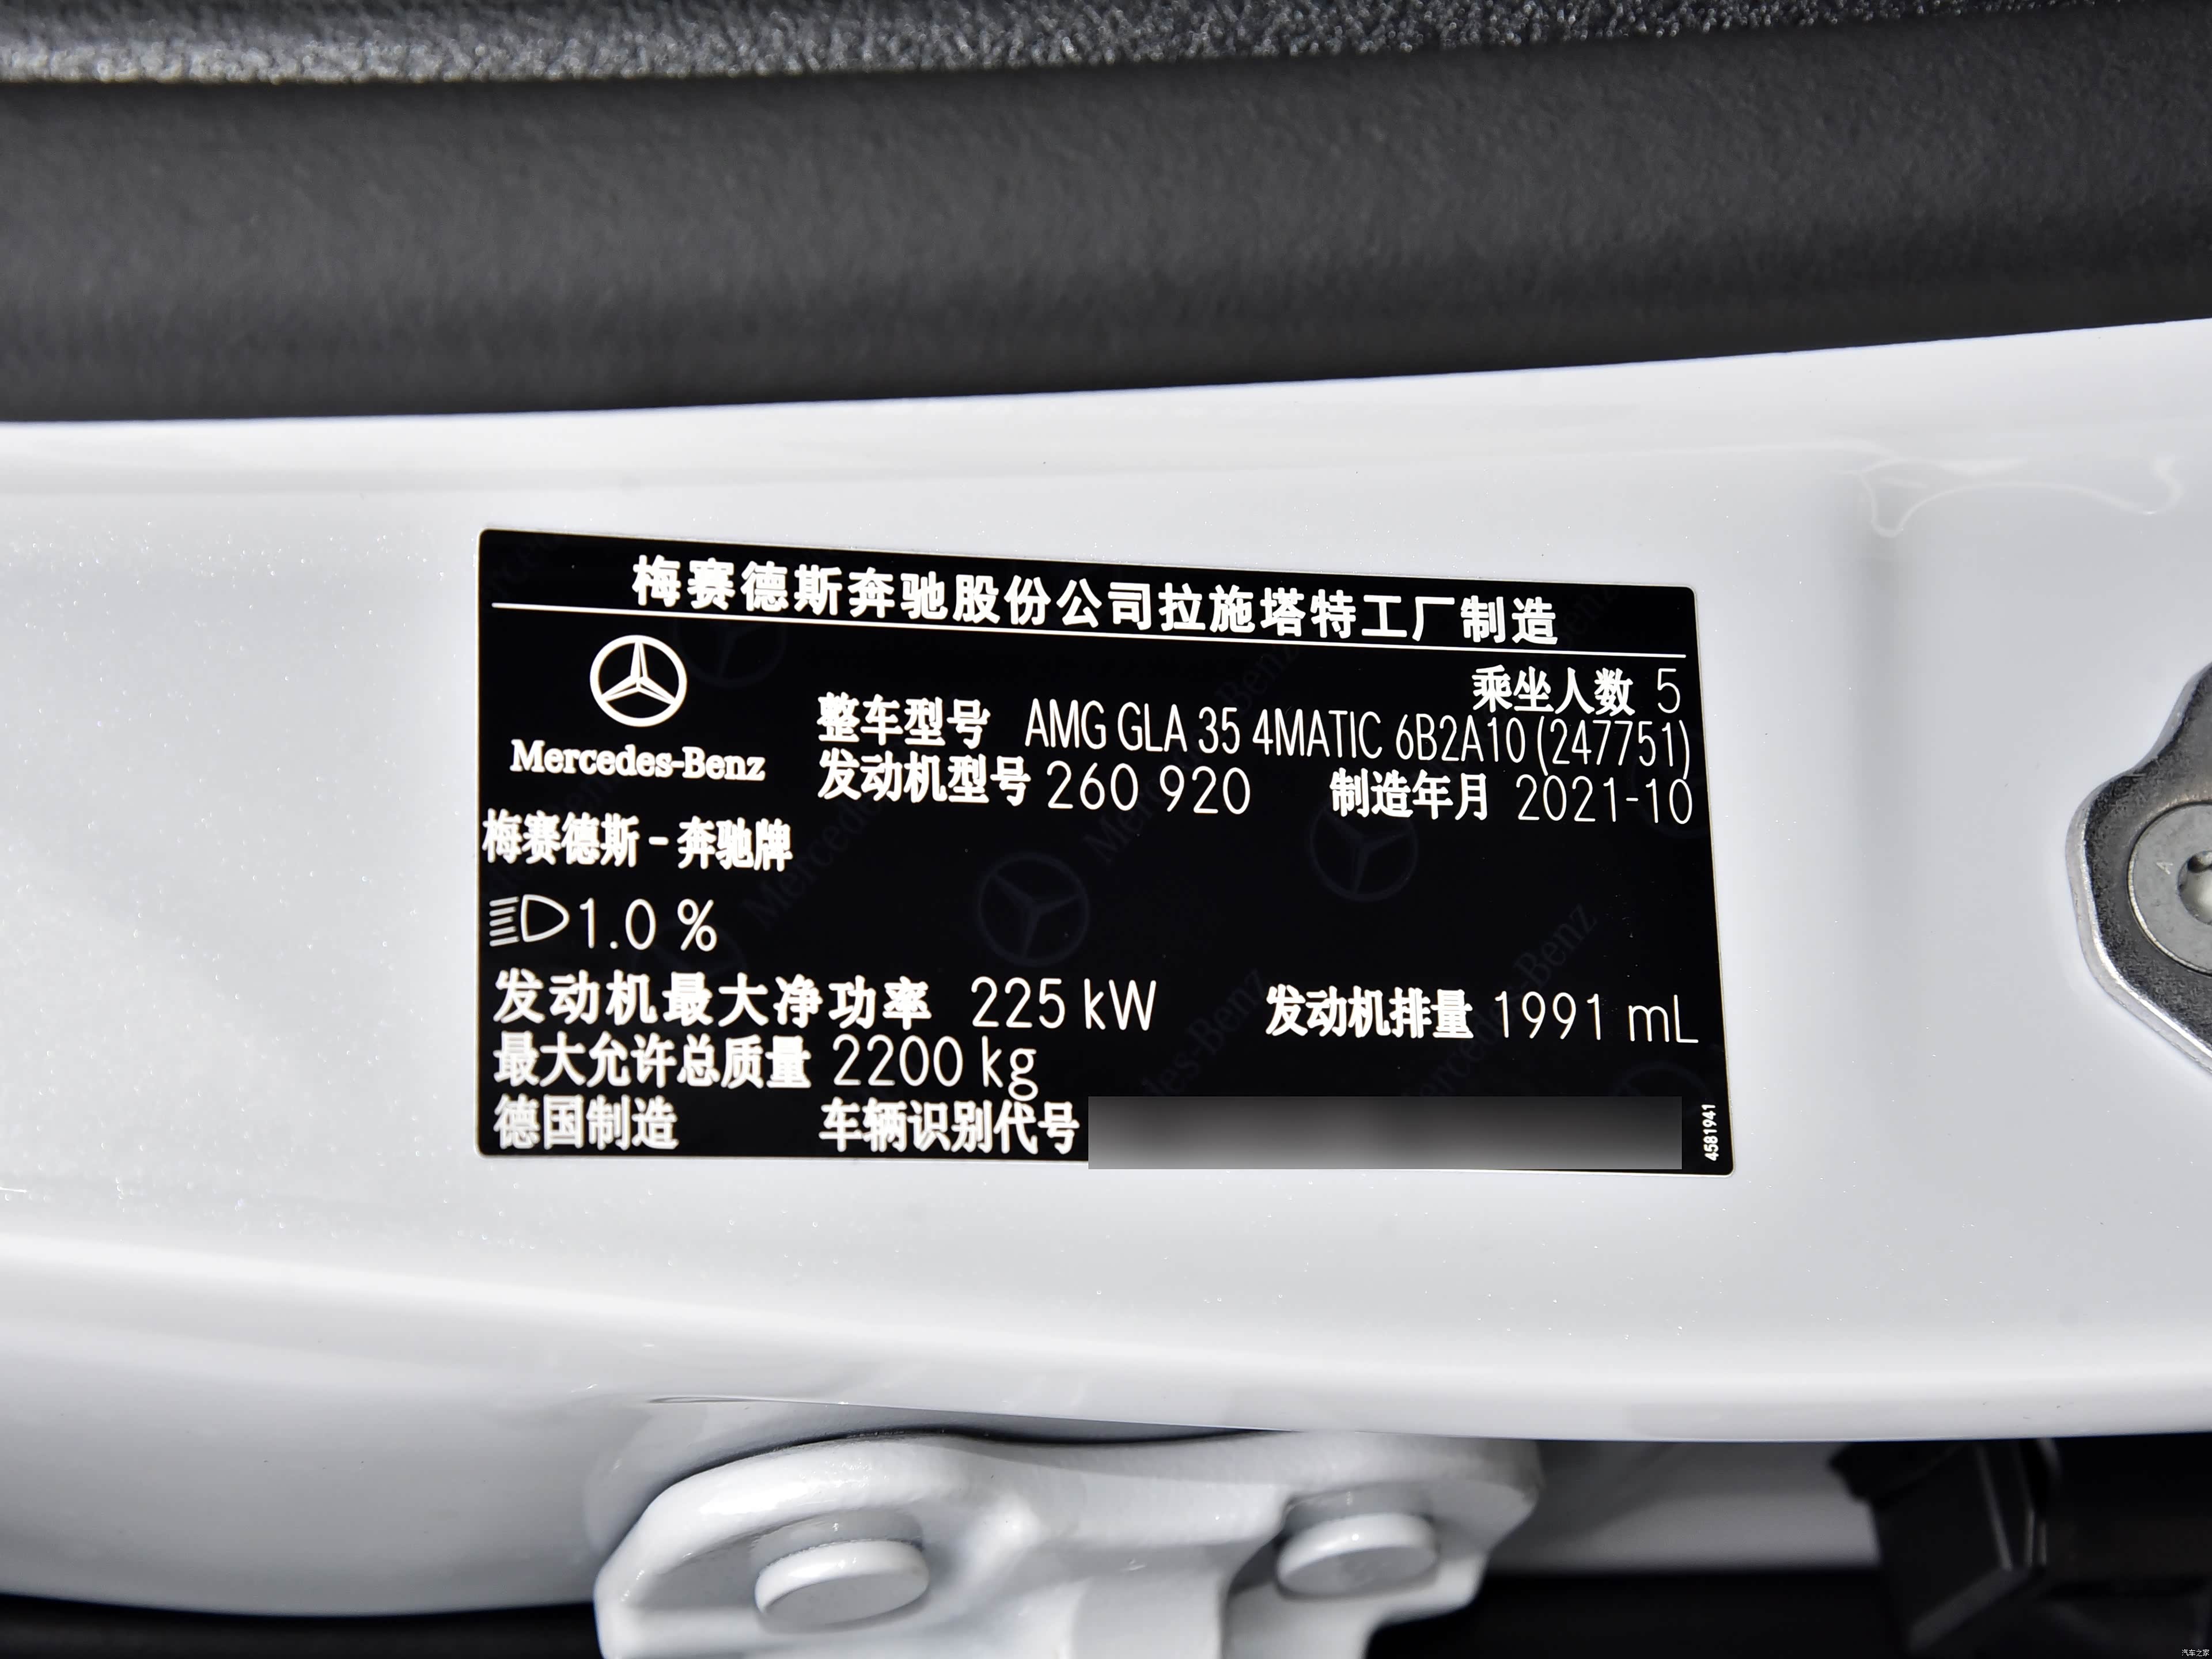 梅赛德斯奔驰股份公司拉施塔特工厂制造
乘坐人数 5
Mercedes-Benz
整车型号 AMG GLA 35 4MATIC 6B2A10 (247751)
发动机型号 260 920 制造年月 2021-10
梅赛德斯-奔驰牌
1.0 %
发动机最大净功率 225 kW 发动机排量 1991 mL
最大允许总质量 2200 kg
德国制造 车辆识别代号
4581941
汽车之家